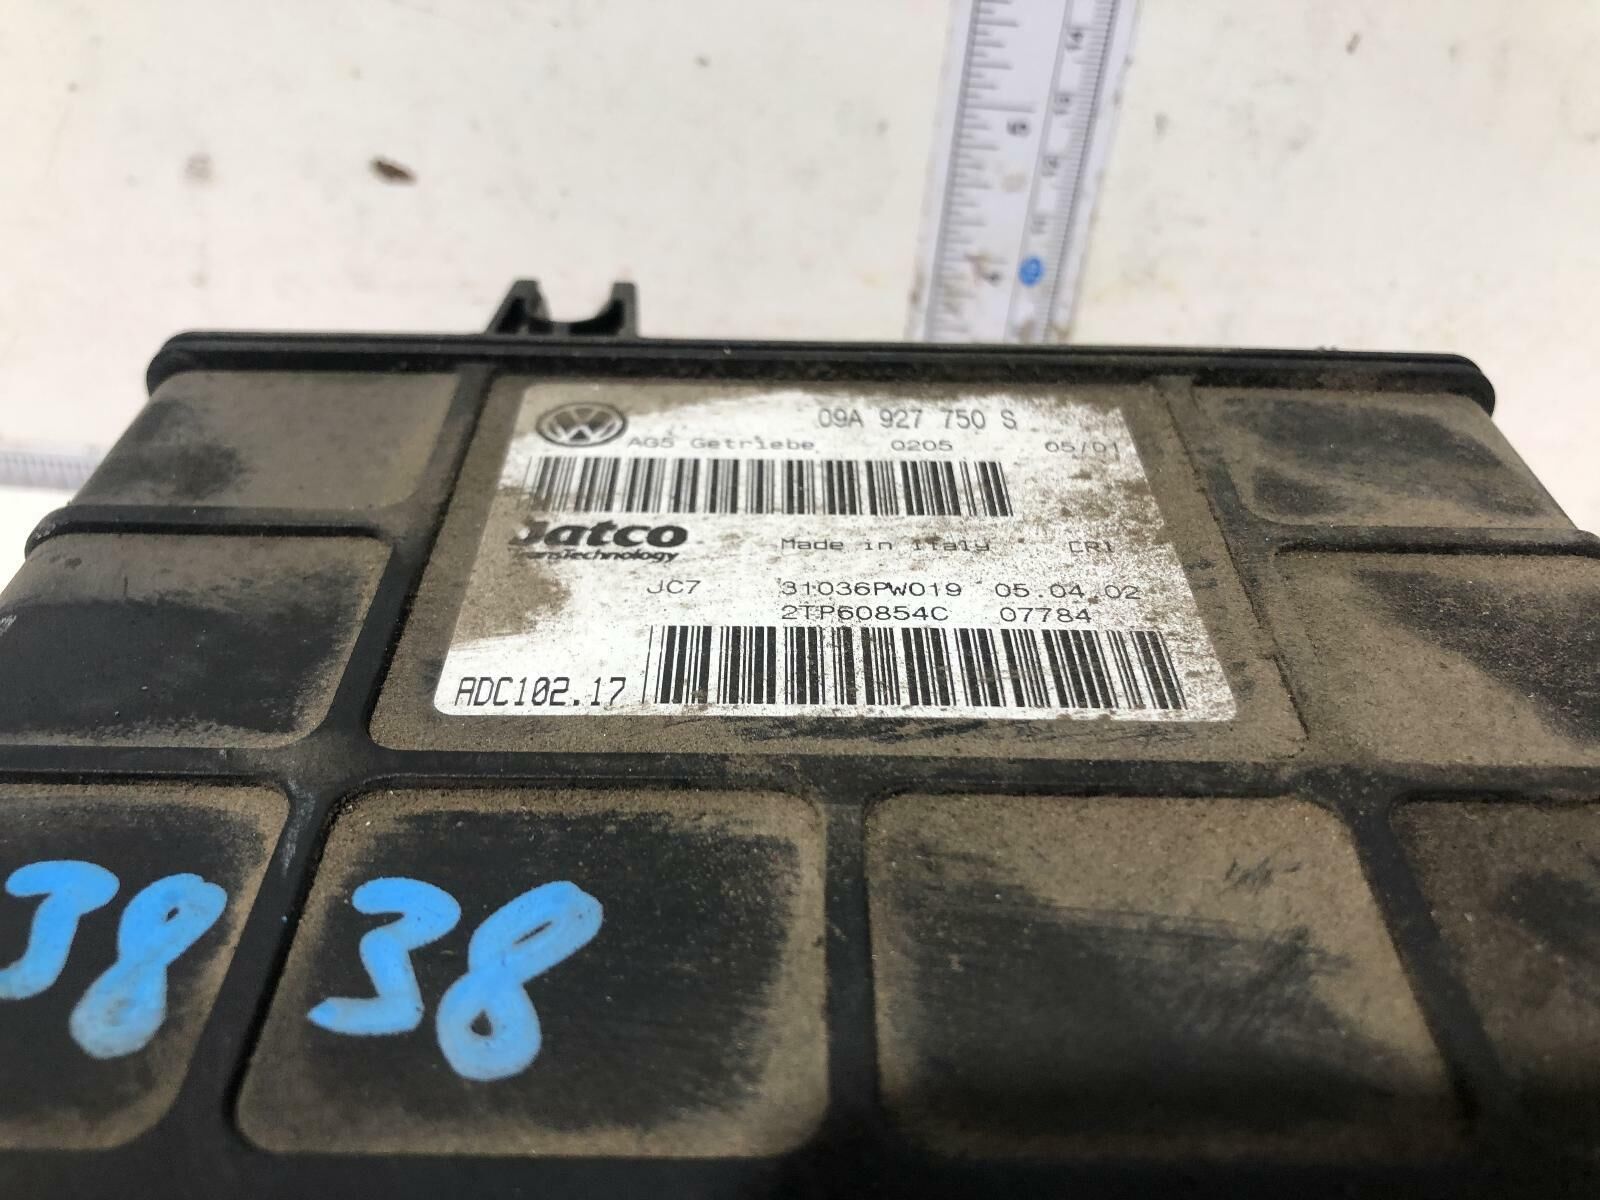 09A 927 750 S
AG5 Getriebe 0205 05/01
Jatco
TransTechnology
Made in Italy CR1
JC7 31036PW019 05.04.02
2TP60854C 07784
ADC102.17
38 38